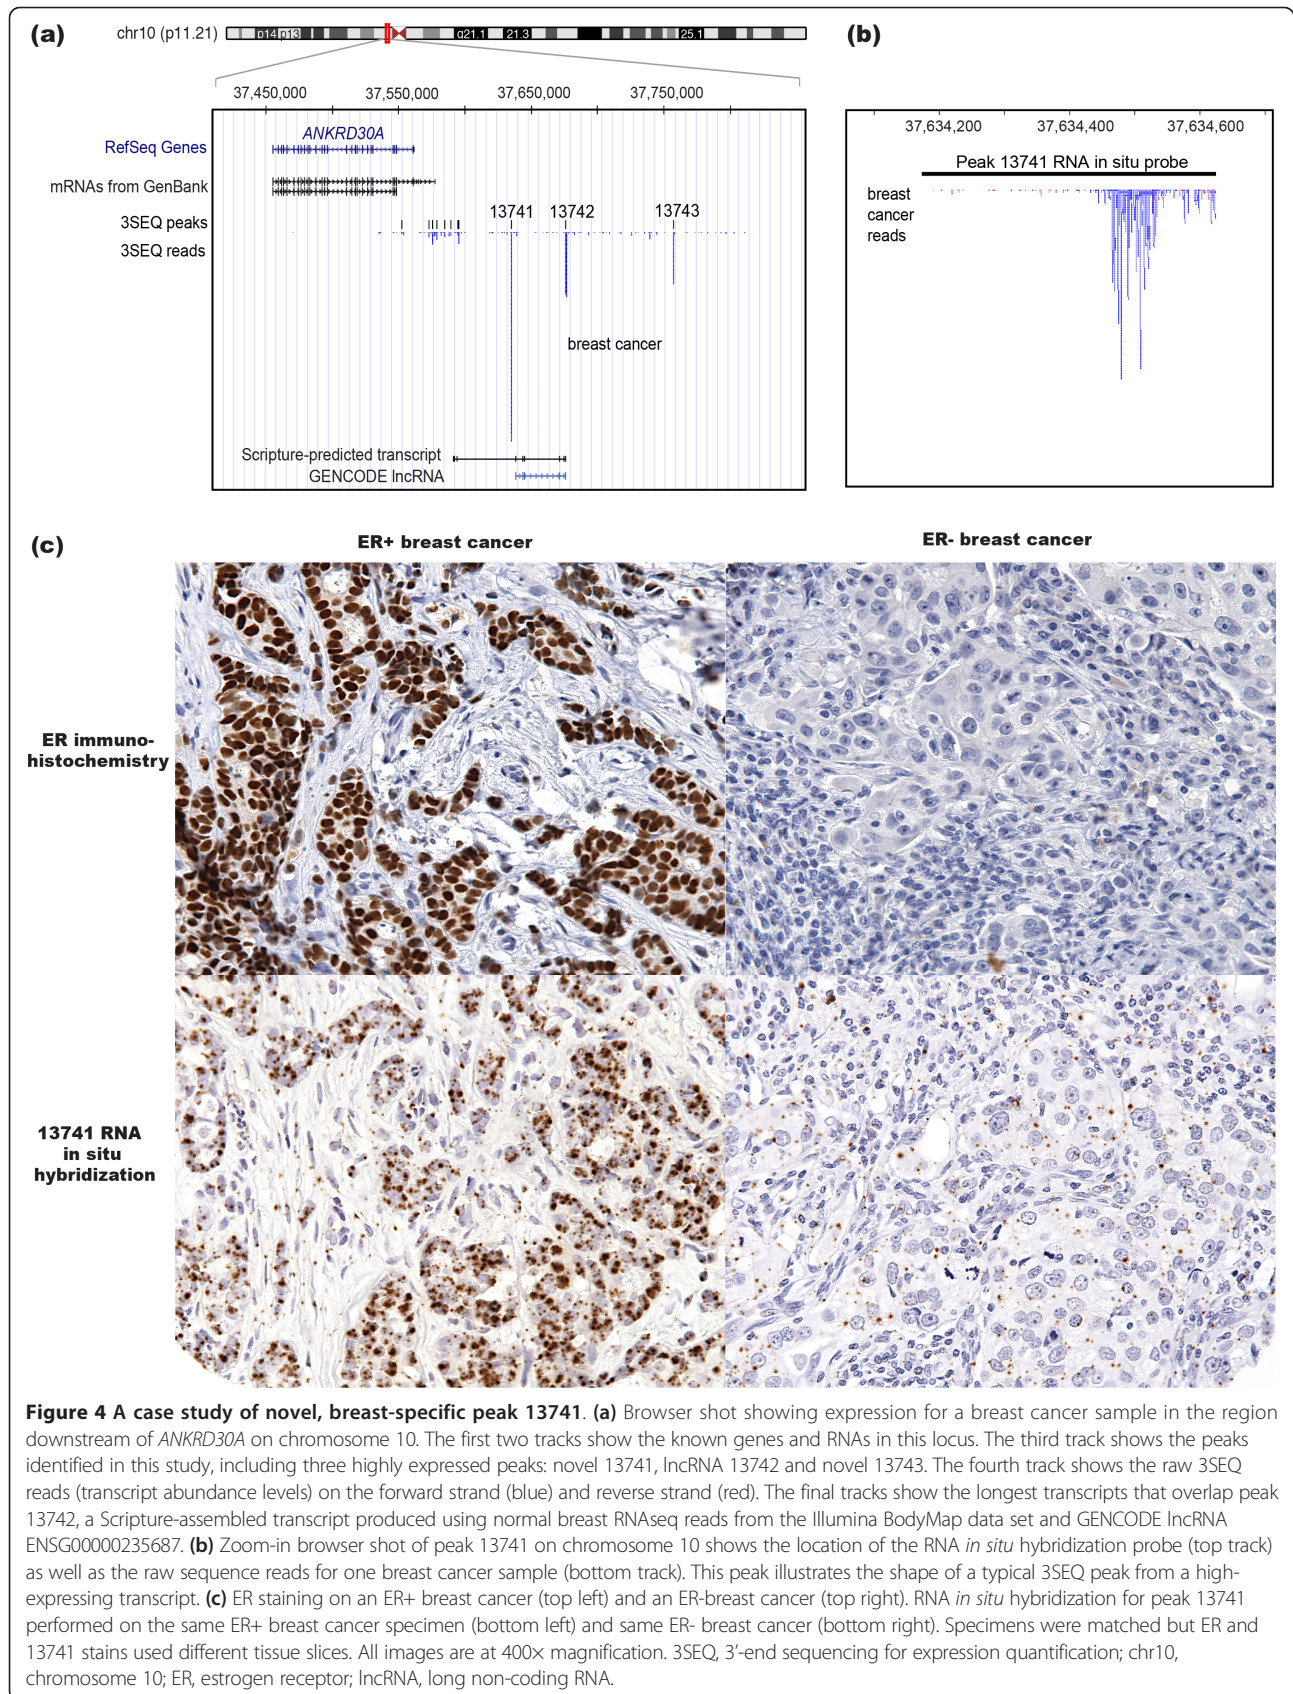 (a)
chr10 (p11.21)
p14 p13 q21.1 21.3 25.1
37,450,000 37,550,000 37,650,000 37,750,000
ANKRD30A
RefSeq Genes
mRNAs from GenBank
3SEQ peaks
13741 13742 13743
3SEQ reads
breast cancer
Scripture-predicted transcript
GENCODE lncRNA
(b)
37,634,200 37,634,400 37,634,600
Peak 13741 RNA in situ probe
breast
cancer
reads
(c)
ER+ breast cancer
ER- breast cancer
ER immuno-
histochemistry
13741 RNA
in situ
hybridization
Figure 4 A case study of novel, breast-specific peak 13741. (a) Browser shot showing expression for a breast cancer sample in the region
downstream of ANKRD30A on chromosome 10. The first two tracks show the known genes and RNAs in this locus. The third track shows the peaks
identified in this study, including three highly expressed peaks: novel 13741, lncRNA 13742 and novel 13743. The fourth track shows the raw 3SEQ
reads (transcript abundance levels) on the forward strand (blue) and reverse strand (red). The final tracks show the longest transcripts that overlap peak
13742, a Scripture-assembled transcript produced using normal breast RNAseq reads from the Illumina BodyMap data set and GENCODE lncRNA
ENSG00000235687. (b) Zoom-in browser shot of peak 13741 on chromosome 10 shows the location of the RNA in situ hybridization probe (top track)
as well as the raw sequence reads for one breast cancer sample (bottom track). This peak illustrates the shape of a typical 3SEQ peak from a high-
expressing transcript. (c) ER staining on an ER+ breast cancer (top left) and an ER-breast cancer (top right). RNA in situ hybridization for peak 13741
performed on the same ER+ breast cancer specimen (bottom left) and same ER- breast cancer (bottom right). Specimens were matched but ER and
13741 stains used different tissue slices. All images are at 400× magnification. 3SEQ, 3’-end sequencing for expression quantification; chr10,
chromosome 10; ER, estrogen receptor; lncRNA, long non-coding RNA.